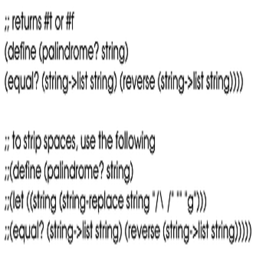 ;; returns #t or #f
(define (palindrome? string)
(equal? (string->list string) (reverse (string->list string))))
;; to strip spaces, use the following
;;(define (palindrome? string)
;;(let ((string (string-replace string "/\ /" "" "g")))
;;(equal? (string->list string) (reverse (string->list string)))))